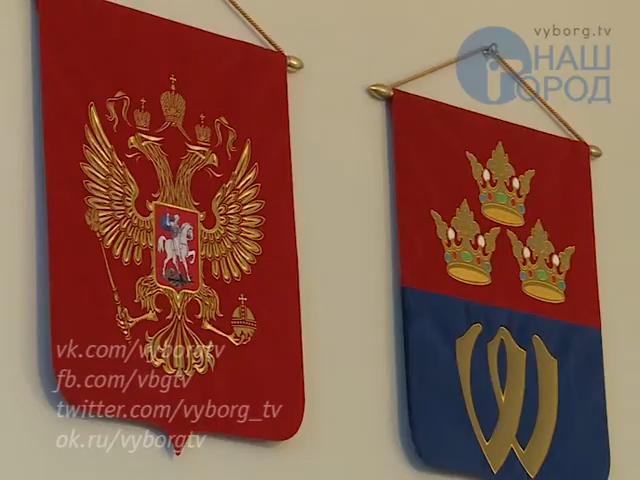 vyborg.tv
НАШ
ГОРОД
W
vk.com/vyborgtv
fb.com/vbgtv
twitter.com/vyborg_tv
ok.ru/vyborgtv